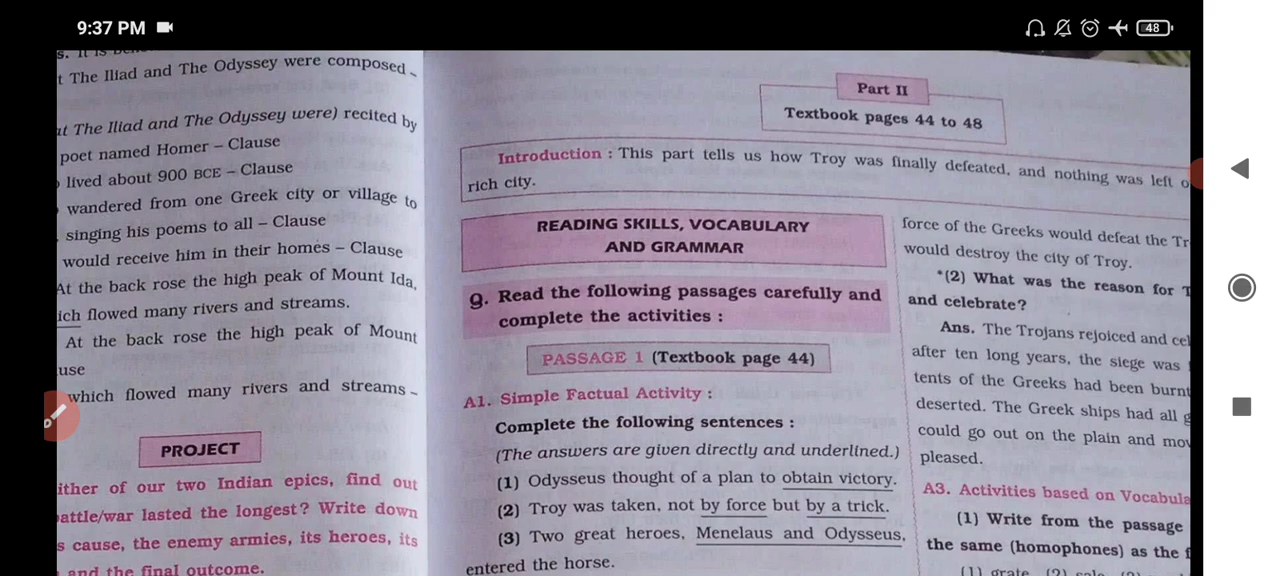 9:37 PM
48
s. It is
t The Iliad and The Odyssey were composed
at The Iliad and The Odyssey were) recited by
poet named Homer – Clause
lived about 900 BCE – Clause
wandered from one Greek city or village to
singing his poems to all – Clause
would receive him in their homes – Clause
At the back rose the high peak of Mount Ida,
ich flowed many rivers and streams.
At the back rose the high peak of Mount
use
which flowed many rivers and streams –
PROJECT
ither of our two Indian epics, find out
battle/war lasted the longest? Write down
s cause, the enemy armies, its heroes, its
and the final outcome.
Part II
Textbook pages 44 to 48
Introduction : This part tells us how Troy was finally defeated, and nothing was left o
rich city.
READING SKILLS, VOCABULARY
AND GRAMMAR
9. Read the following passages carefully and
complete the activities :
PASSAGE 1 (Textbook page 44)
A1. Simple Factual Activity :
Complete the following sentences :
(The answers are given directly and underlined.)
(1) Odysseus thought of a plan to obtain victory.
(2) Troy was taken, not by force but by a trick.
(3) Two great heroes, Menelaus and Odysseus,
entered the horse.
force of the Greeks would defeat the Tr
would destroy the city of Troy.
*(2) What was the reason for T
and celebrate?
Ans. The Trojans rejoiced and cel
after ten long years, the siege was
tents of the Greeks had been burnt
deserted. The Greek ships had all g
could go out on the plain and mov
pleased.
A3. Activities based on Vocabula
(1) Write from the passage
the same (homophones) as the f
(1) grate (2) sale (3)